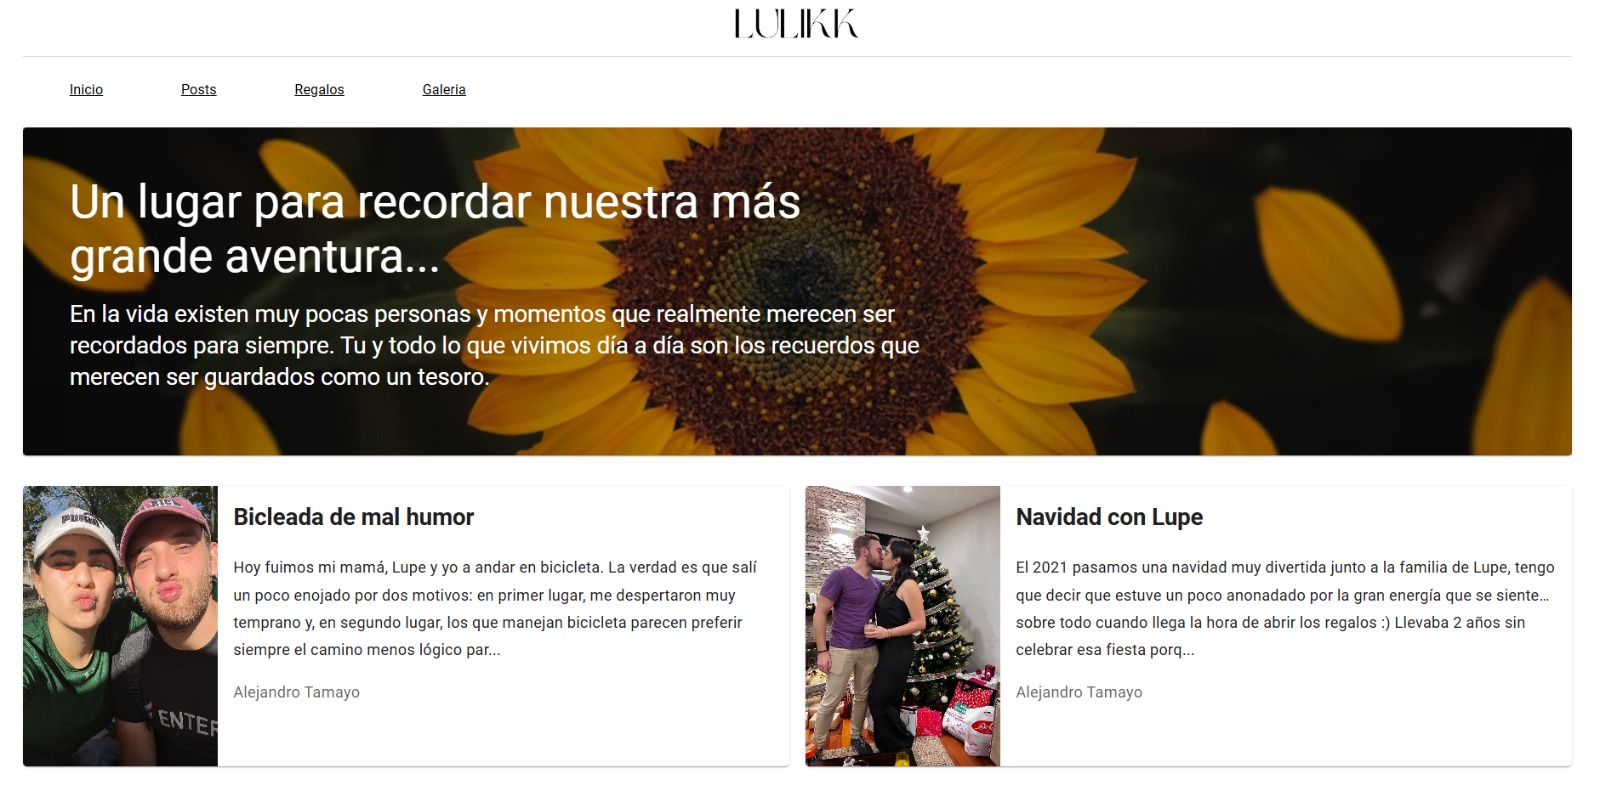 LULIKK
Inicio
Posts
Regalos
Galeria
Un lugar para recordar nuestra más
grande aventura...
En la vida existen muy pocas personas y momentos que realmente merecen ser
recordados para siempre. Tu y todo lo que vivimos día a día son los recuerdos que
merecen ser guardados como un tesoro.
PUMA
ENTER
Bicleada de mal humor
Hoy fuimos mi mamá, Lupe y yo a andar en bicicleta. La verdad es que salí
un poco enojado por dos motivos: en primer lugar, me despertaron muy
temprano y, en segundo lugar, los que manejan bicicleta parecen preferir
siempre el camino menos lógico par...
Alejandro Tamayo
Navidad con Lupe
El 2021 pasamos una navidad muy divertida junto a la familia de Lupe, tengo
que decir que estuve un poco anonadado por la gran energía que se siente...
sobre todo cuando llega la hora de abrir los regalos :) Llevaba 2 años sin
celebrar esa fiesta porq...
Alejandro Tamayo